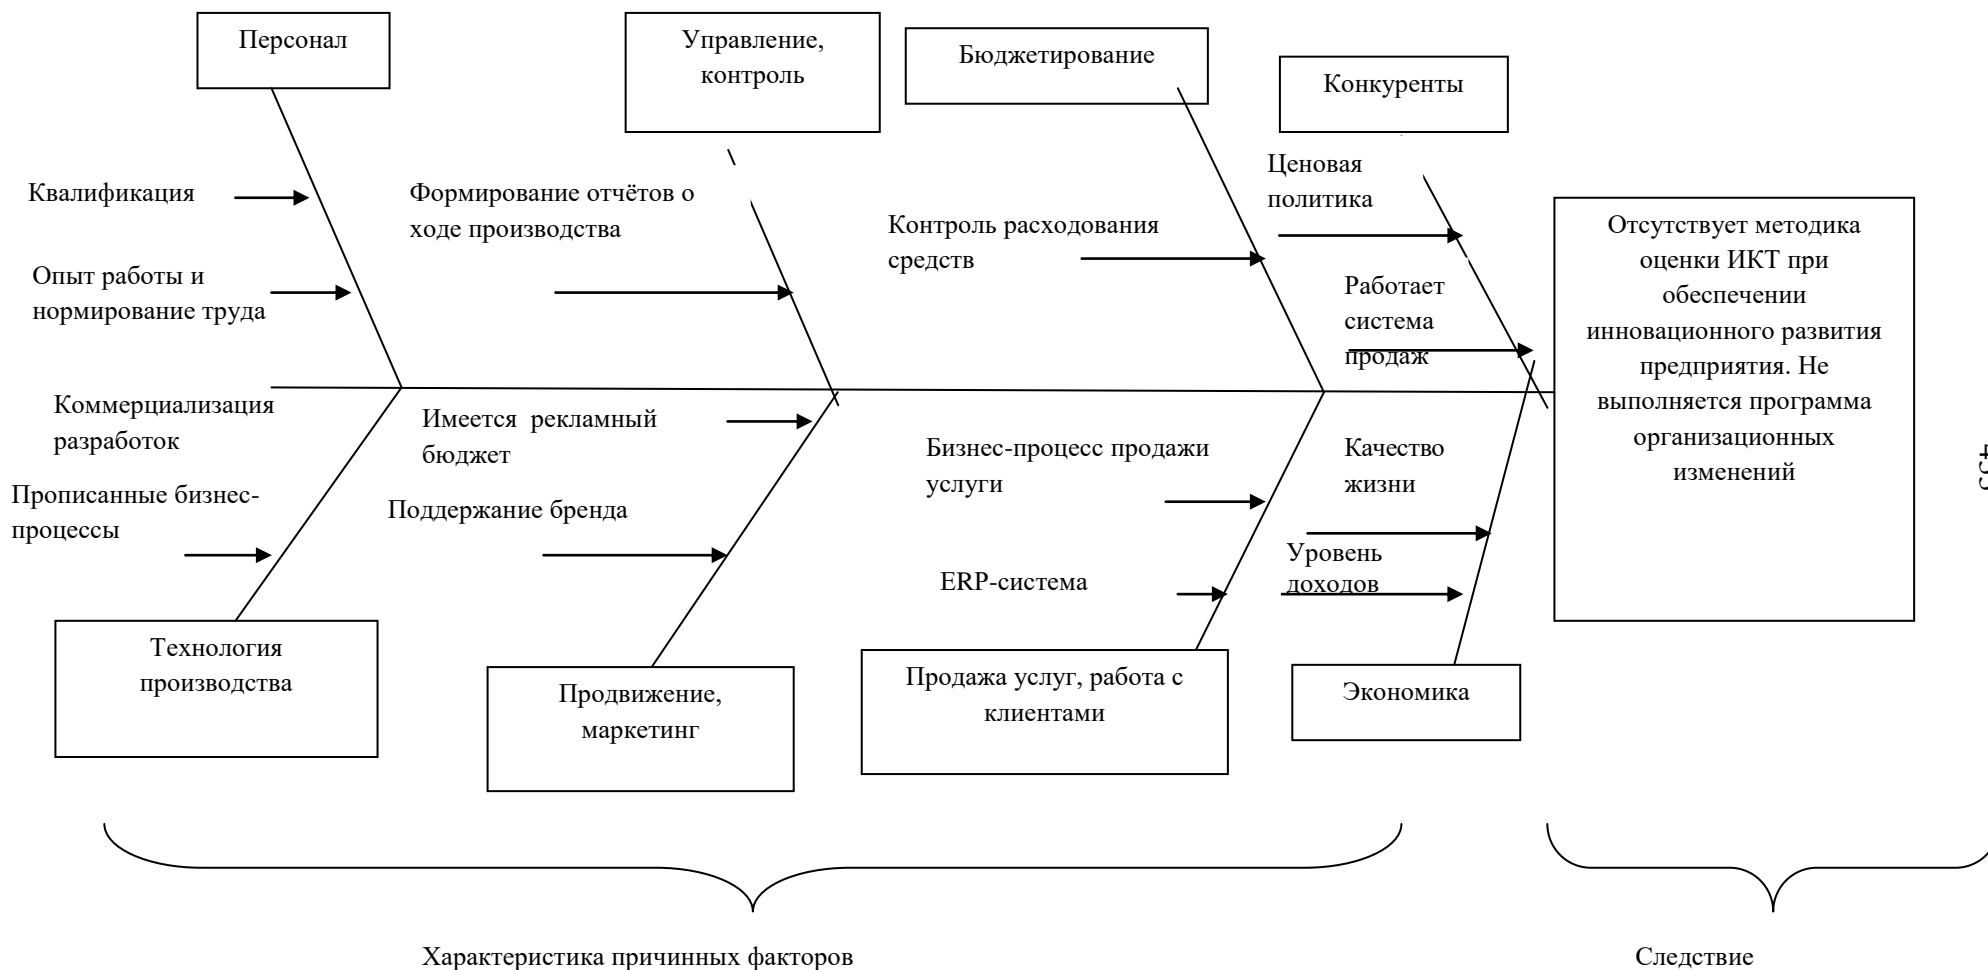 Персонал
Управление,
контроль
Бюджетирование
Конкуренты
Квалификация
Формирование отчётов о
ходе производства
Контроль расходования
средств
Ценовая
политика
Опыт работы и
нормирование труда
Работает
система
продаж
Отсутствует методика
оценки ИКТ при
обеспечении
инновационного развития
предприятия. Не
выполняется программа
организационных
изменений
Коммерциализация
разработок
Имеется  рекламный
бюджет
Бизнес-процесс продажи
услуги
Качество
жизни
Прописанные бизнес-
процессы
Поддержание бренда
ERP-система
Уровень
доходов
Технология
производства
Продвижение,
маркетинг
Продажа услуг, работа с
клиентами
Экономика
Характеристика причинных факторов
Следствие